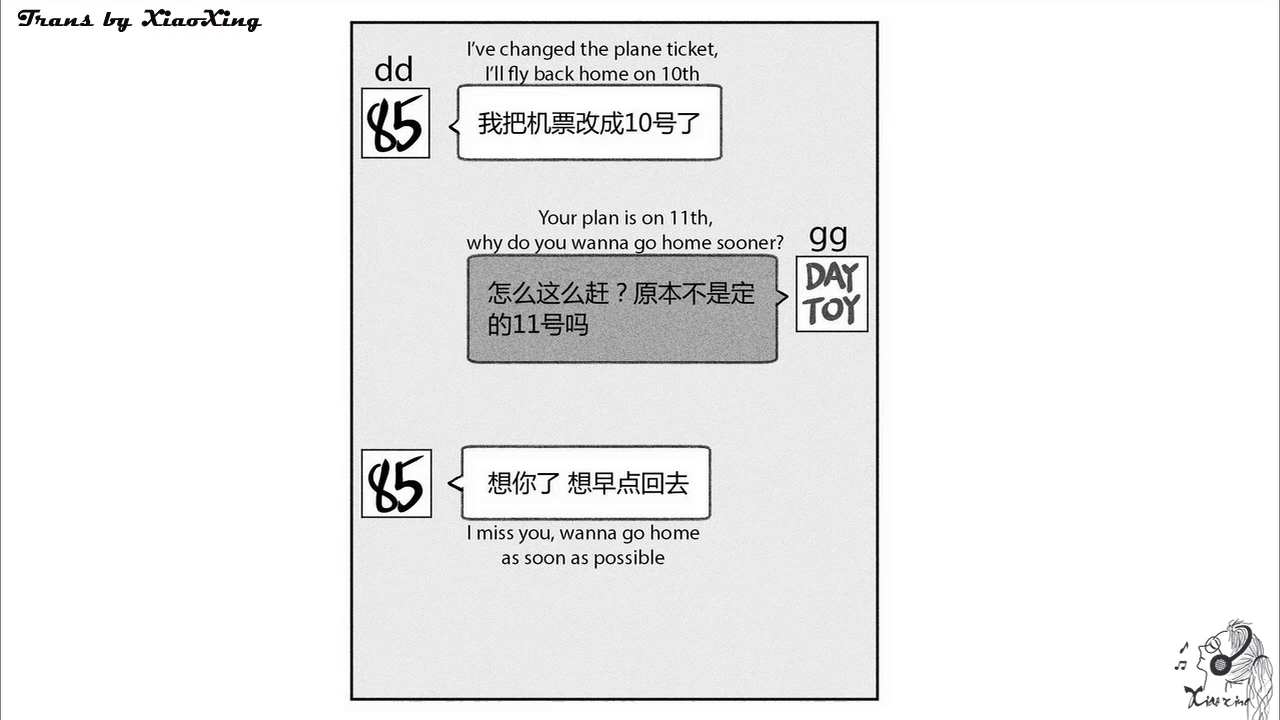 Trans by XiaoXing
I've changed the plane ticket,
I'll fly back home on 10th
dd
85
我把机票改成10号了
Your plan is on 11th,
why do you wanna go home sooner?
gg
DAY
TOY
怎么这么赶？原本不是定
的11号吗
85
想你了 想早点回去
I miss you, wanna go home
as soon as possible
Xiaoxing